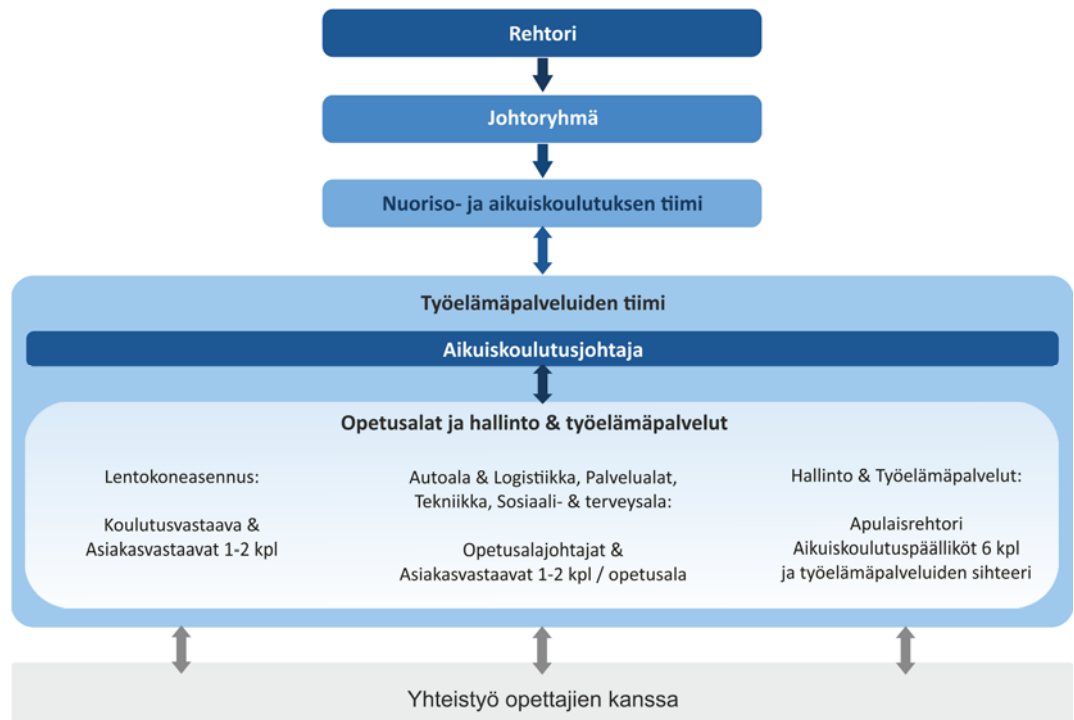 Rehtori
Johtoryhmä
Nuoriso- ja aikuiskoulutuksen tiimi
Työelämäpalveluiden tiimi
Aikuiskoulutusjohtaja
Opetusalat ja hallinto & työelämäpalvelut
Lentokoneasennus:
Koulutusvastaava &
Asiakasvastaavat 1-2 kpl
Autoala & Logistiikka, Palvelualat,
Tekniikka, Sosiaali- & terveysala:
Opetusalajohtajat &
Asiakasvastaavat 1-2 kpl / opetusala
Hallinto & Työelämäpalvelut:
Apulaisrehtori
Aikuiskoulutuspäälliköt 6 kpl
ja työelämäpalveluiden sihteeri
Yhteistyö opettajien kanssa